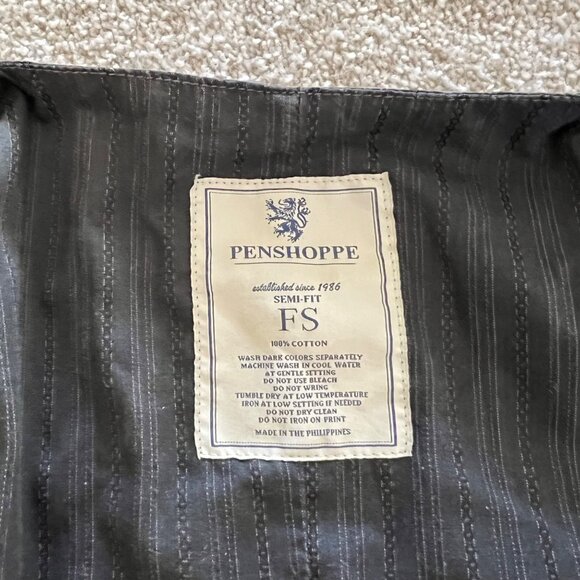 PENSHOPPE
established since 1986
SEMI-FIT
FS
100% COTTON
WASH DARK COLORS SEPARATELY
MACHINE WASH IN COOL WATER
AT GENTLE SETTING
DO NOT USE BLEACH
DO NOT WRING
TUMBLE DRY AT LOW TEMPERATURE
IRON AT LOW SETTING IF NEEDED
DO NOT DRY CLEAN
DO NOT IRON ON PRINT
MADE IN THE PHILIPPINES